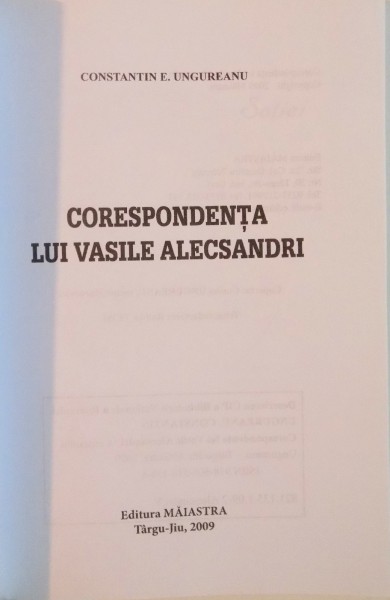 CONSTANTIN E. UNGUREANU
CORESPONDENȚA
LUI VASILE ALECSANDRI
Editura MĂIASTRA
Târgu-Jiu, 2009